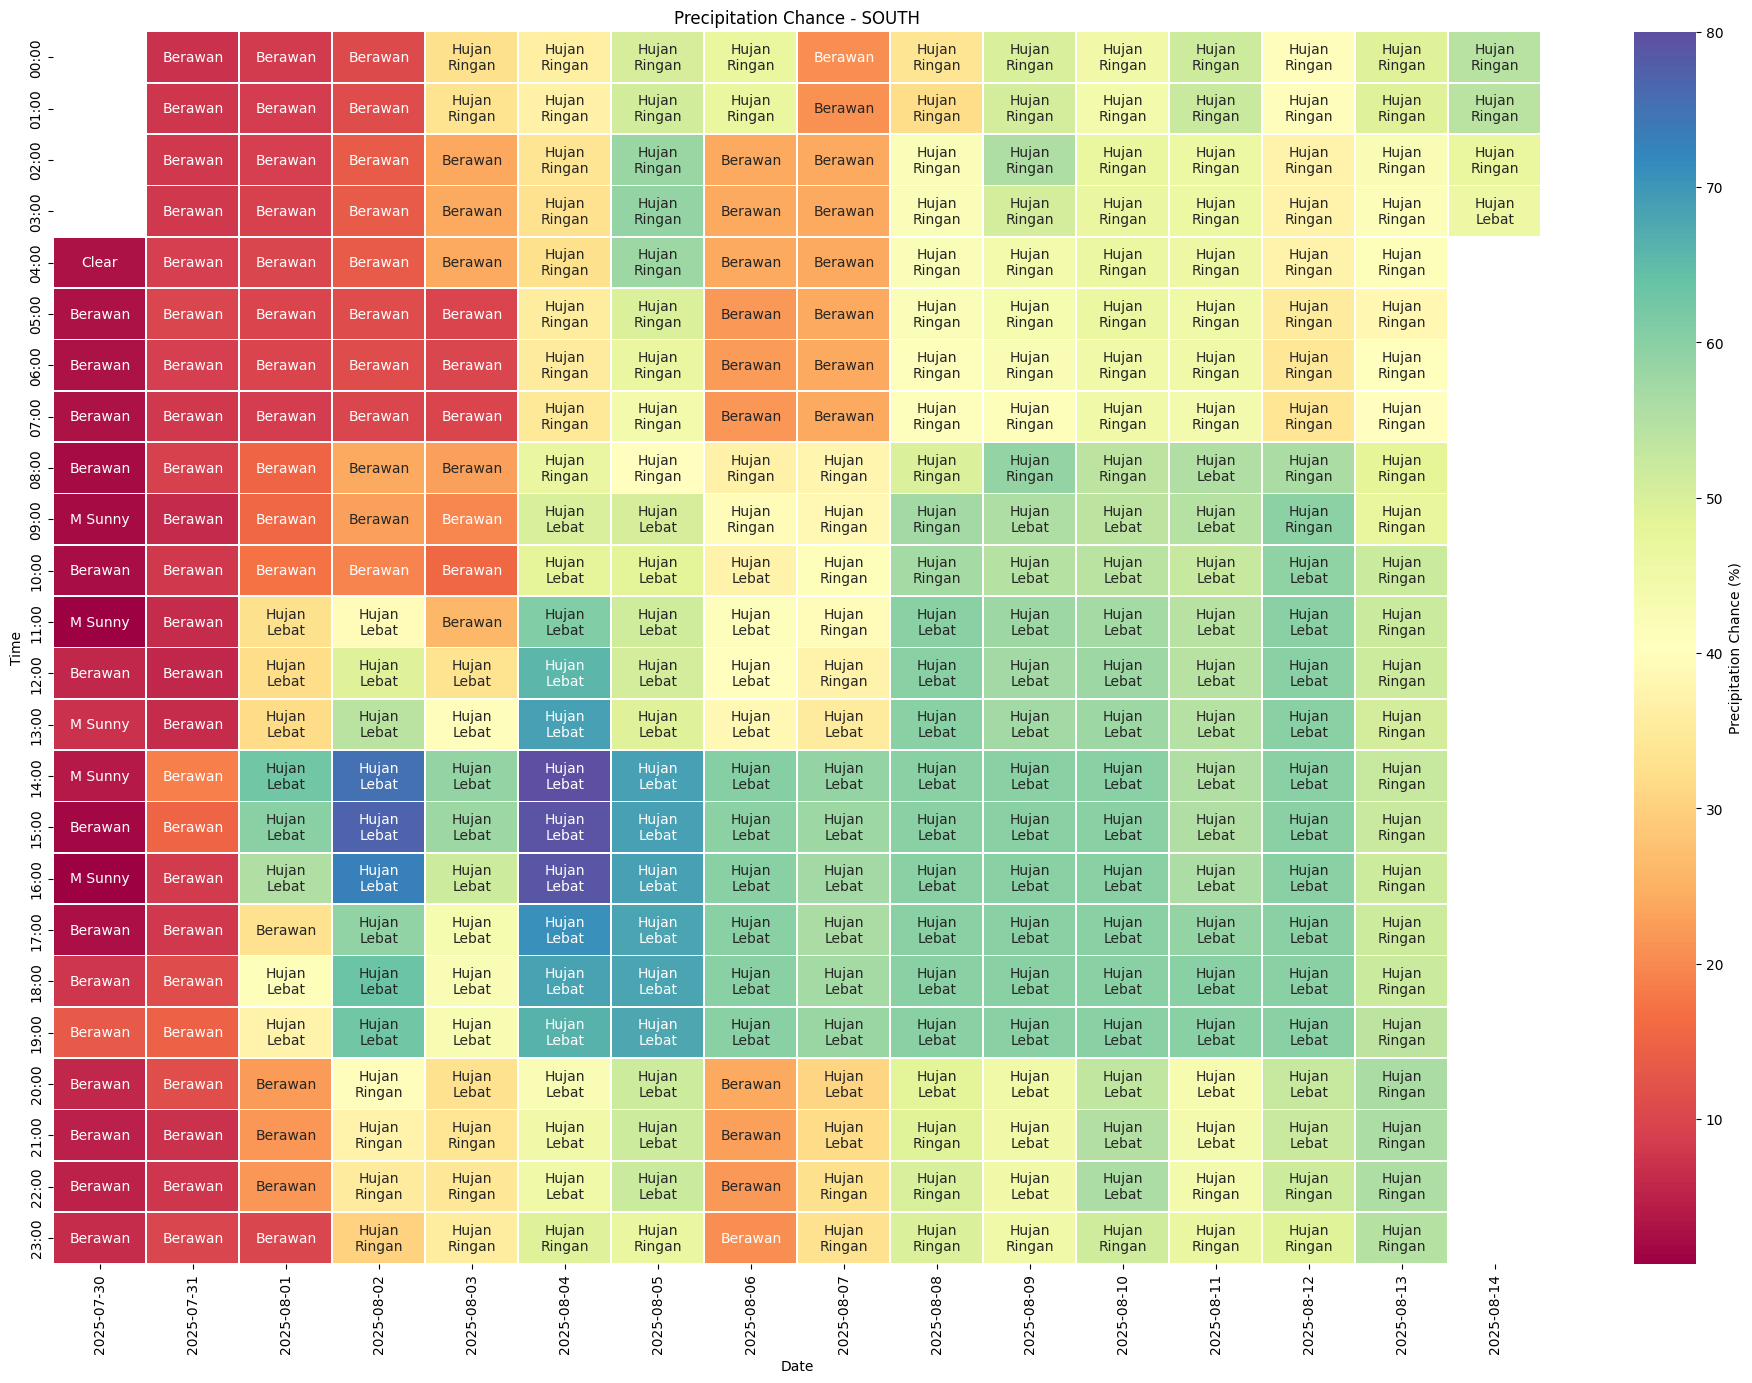 Precipitation Chance - SOUTH
Time
00:00 Berawan Berawan Berawan Hujan Ringan Hujan Ringan Hujan Ringan Hujan Ringan Berawan Hujan Ringan Hujan Ringan Hujan Ringan Hujan Ringan Hujan Ringan Hujan Ringan Hujan Ringan
01:00 Berawan Berawan Berawan Hujan Ringan Hujan Ringan Hujan Ringan Hujan Ringan Berawan Hujan Ringan Hujan Ringan Hujan Ringan Hujan Ringan Hujan Ringan Hujan Ringan Hujan Ringan
02:00 Berawan Berawan Berawan Berawan Hujan Ringan Hujan Ringan Berawan Berawan Hujan Ringan Hujan Ringan Hujan Ringan Hujan Ringan Hujan Ringan Hujan Ringan Hujan Ringan
03:00 Berawan Berawan Berawan Berawan Hujan Ringan Hujan Ringan Berawan Berawan Hujan Ringan Hujan Ringan Hujan Ringan Hujan Ringan Hujan Ringan Hujan Ringan Hujan Lebat
04:00 Clear Berawan Berawan Berawan Berawan Hujan Ringan Hujan Ringan Berawan Berawan Hujan Ringan Hujan Ringan Hujan Ringan Hujan Ringan Hujan Ringan Hujan Ringan
05:00 Berawan Berawan Berawan Berawan Berawan Hujan Ringan Hujan Ringan Berawan Berawan Hujan Ringan Hujan Ringan Hujan Ringan Hujan Ringan Hujan Ringan Hujan Ringan
06:00 Berawan Berawan Berawan Berawan Berawan Hujan Ringan Hujan Ringan Berawan Berawan Hujan Ringan Hujan Ringan Hujan Ringan Hujan Ringan Hujan Ringan Hujan Ringan
07:00 Berawan Berawan Berawan Berawan Berawan Hujan Ringan Hujan Ringan Berawan Berawan Hujan Ringan Hujan Ringan Hujan Ringan Hujan Ringan Hujan Ringan Hujan Ringan
08:00 Berawan Berawan Berawan Berawan Berawan Hujan Ringan Hujan Ringan Hujan Ringan Hujan Ringan Hujan Ringan Hujan Ringan Hujan Ringan Hujan Lebat Hujan Ringan Hujan Ringan
09:00 M Sunny Berawan Berawan Berawan Berawan Hujan Lebat Hujan Lebat Hujan Ringan Hujan Ringan Hujan Ringan Hujan Lebat Hujan Lebat Hujan Lebat Hujan Ringan Hujan Ringan
10:00 Berawan Berawan Berawan Berawan Berawan Hujan Lebat Hujan Lebat Hujan Lebat Hujan Ringan Hujan Ringan Hujan Lebat Hujan Lebat Hujan Lebat Hujan Lebat Hujan Ringan
11:00 M Sunny Berawan Hujan Lebat Hujan Lebat Berawan Hujan Lebat Hujan Lebat Hujan Lebat Hujan Ringan Hujan Lebat Hujan Lebat Hujan Lebat Hujan Lebat Hujan Lebat Hujan Ringan
12:00 Berawan Berawan Hujan Lebat Hujan Lebat Hujan Lebat Hujan Lebat Hujan Lebat Hujan Lebat Hujan Ringan Hujan Lebat Hujan Lebat Hujan Lebat Hujan Lebat Hujan Lebat Hujan Ringan
13:00 M Sunny Berawan Hujan Lebat Hujan Lebat Hujan Lebat Hujan Lebat Hujan Lebat Hujan Lebat Hujan Lebat Hujan Lebat Hujan Lebat Hujan Lebat Hujan Lebat Hujan Lebat Hujan Ringan
14:00 M Sunny Berawan Hujan Lebat Hujan Lebat Hujan Lebat Hujan Lebat Hujan Lebat Hujan Lebat Hujan Lebat Hujan Lebat Hujan Lebat Hujan Lebat Hujan Lebat Hujan Lebat Hujan Ringan
15:00 Berawan Berawan Hujan Lebat Hujan Lebat Hujan Lebat Hujan Lebat Hujan Lebat Hujan Lebat Hujan Lebat Hujan Lebat Hujan Lebat Hujan Lebat Hujan Lebat Hujan Lebat Hujan Ringan
16:00 M Sunny Berawan Hujan Lebat Hujan Lebat Hujan Lebat Hujan Lebat Hujan Lebat Hujan Lebat Hujan Lebat Hujan Lebat Hujan Lebat Hujan Lebat Hujan Lebat Hujan Lebat Hujan Ringan
17:00 Berawan Berawan Berawan Hujan Lebat Hujan Lebat Hujan Lebat Hujan Lebat Hujan Lebat Hujan Lebat Hujan Lebat Hujan Lebat Hujan Lebat Hujan Lebat Hujan Lebat Hujan Ringan
18:00 Berawan Berawan Hujan Lebat Hujan Lebat Hujan Lebat Hujan Lebat Hujan Lebat Hujan Lebat Hujan Lebat Hujan Lebat Hujan Lebat Hujan Lebat Hujan Lebat Hujan Lebat Hujan Ringan
19:00 Berawan Berawan Hujan Lebat Hujan Lebat Hujan Lebat Hujan Lebat Hujan Lebat Hujan Lebat Hujan Lebat Hujan Lebat Hujan Lebat Hujan Lebat Hujan Lebat Hujan Lebat Hujan Ringan
20:00 Berawan Berawan Berawan Hujan Ringan Hujan Lebat Hujan Lebat Hujan Lebat Berawan Hujan Lebat Hujan Lebat Hujan Lebat Hujan Lebat Hujan Lebat Hujan Lebat Hujan Ringan
21:00 Berawan Berawan Berawan Hujan Ringan Hujan Ringan Hujan Lebat Hujan Lebat Berawan Hujan Lebat Hujan Ringan Hujan Lebat Hujan Lebat Hujan Lebat Hujan Lebat Hujan Ringan
22:00 Berawan Berawan Berawan Hujan Ringan Hujan Ringan Hujan Lebat Hujan Lebat Berawan Hujan Ringan Hujan Ringan Hujan Lebat Hujan Lebat Hujan Ringan Hujan Ringan Hujan Ringan
23:00 Berawan Berawan Berawan Hujan Ringan Hujan Ringan Hujan Ringan Hujan Ringan Berawan Hujan Ringan Hujan Ringan Hujan Ringan Hujan Ringan Hujan Ringan Hujan Ringan Hujan Ringan
2025-07-30 2025-07-31 2025-08-01 2025-08-02 2025-08-03 2025-08-04 2025-08-05 2025-08-06 2025-08-07 2025-08-08 2025-08-09 2025-08-10 2025-08-11 2025-08-12 2025-08-13 2025-08-14
Date
80
70
60
50
40
30
20
10
Precipitation Chance (%)